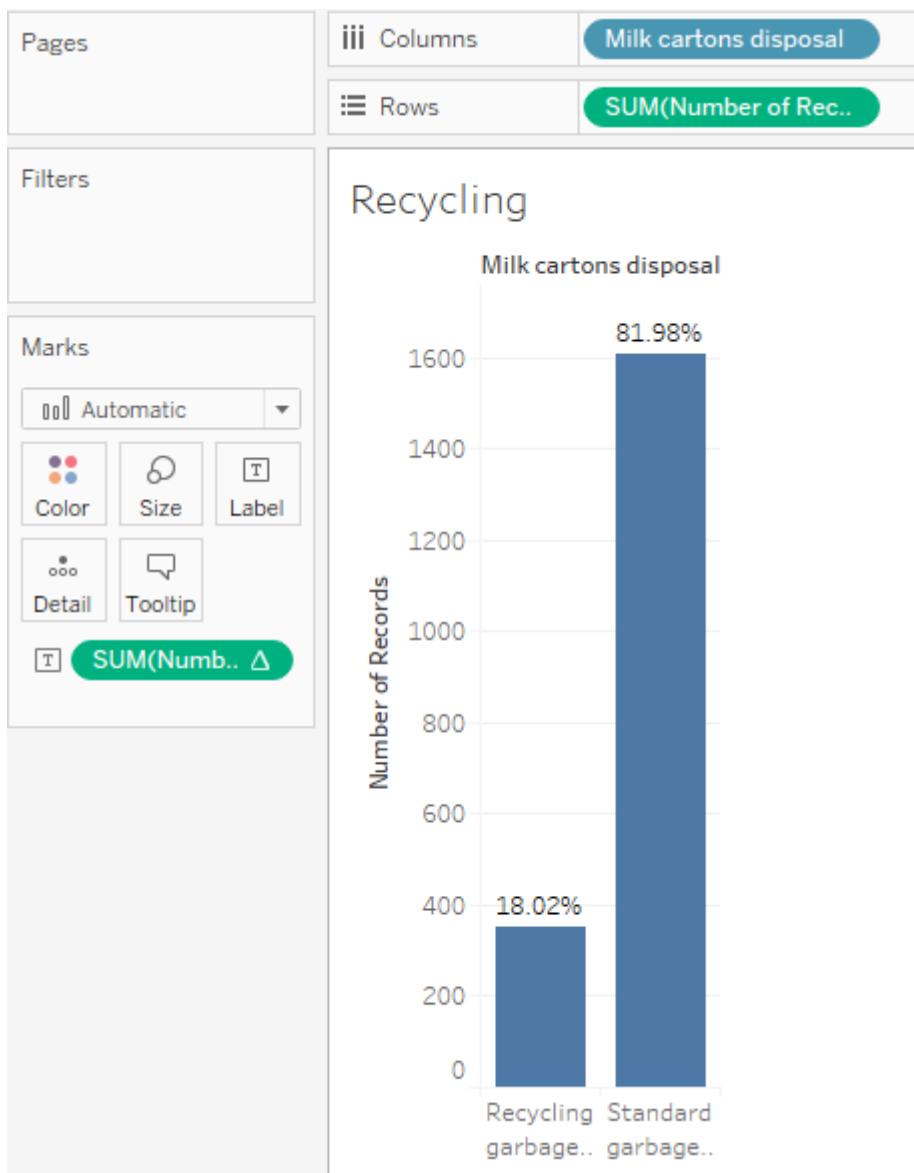 Pages
Columns
Milk cartons disposal
Rows
SUM(Number of Rec..
Filters
Marks
Automatic
Color
Size
T
Label
Detail
Tooltip
T
SUM(Numb.. Δ
Recycling
Milk cartons disposal
81.98%
1600
1400
1200
1000
800
600
400
200
0
Number of Records
18.02%
Recycling
garbage..
Standard
garbage..